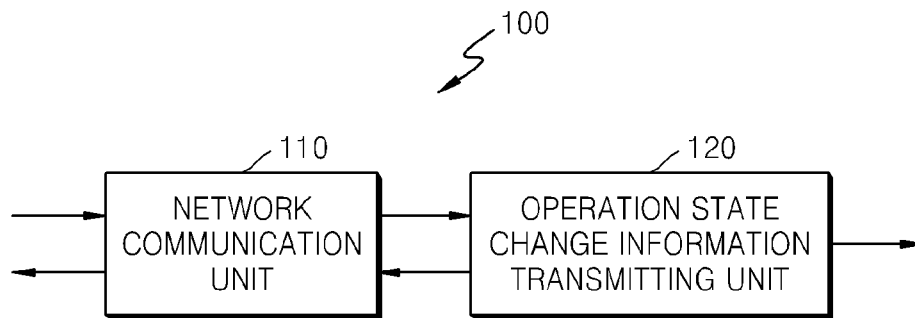 100
110
120
NETWORK
COMMUNICATION
UNIT
OPERATION STATE
CHANGE INFORMATION
TRANSMITTING UNIT